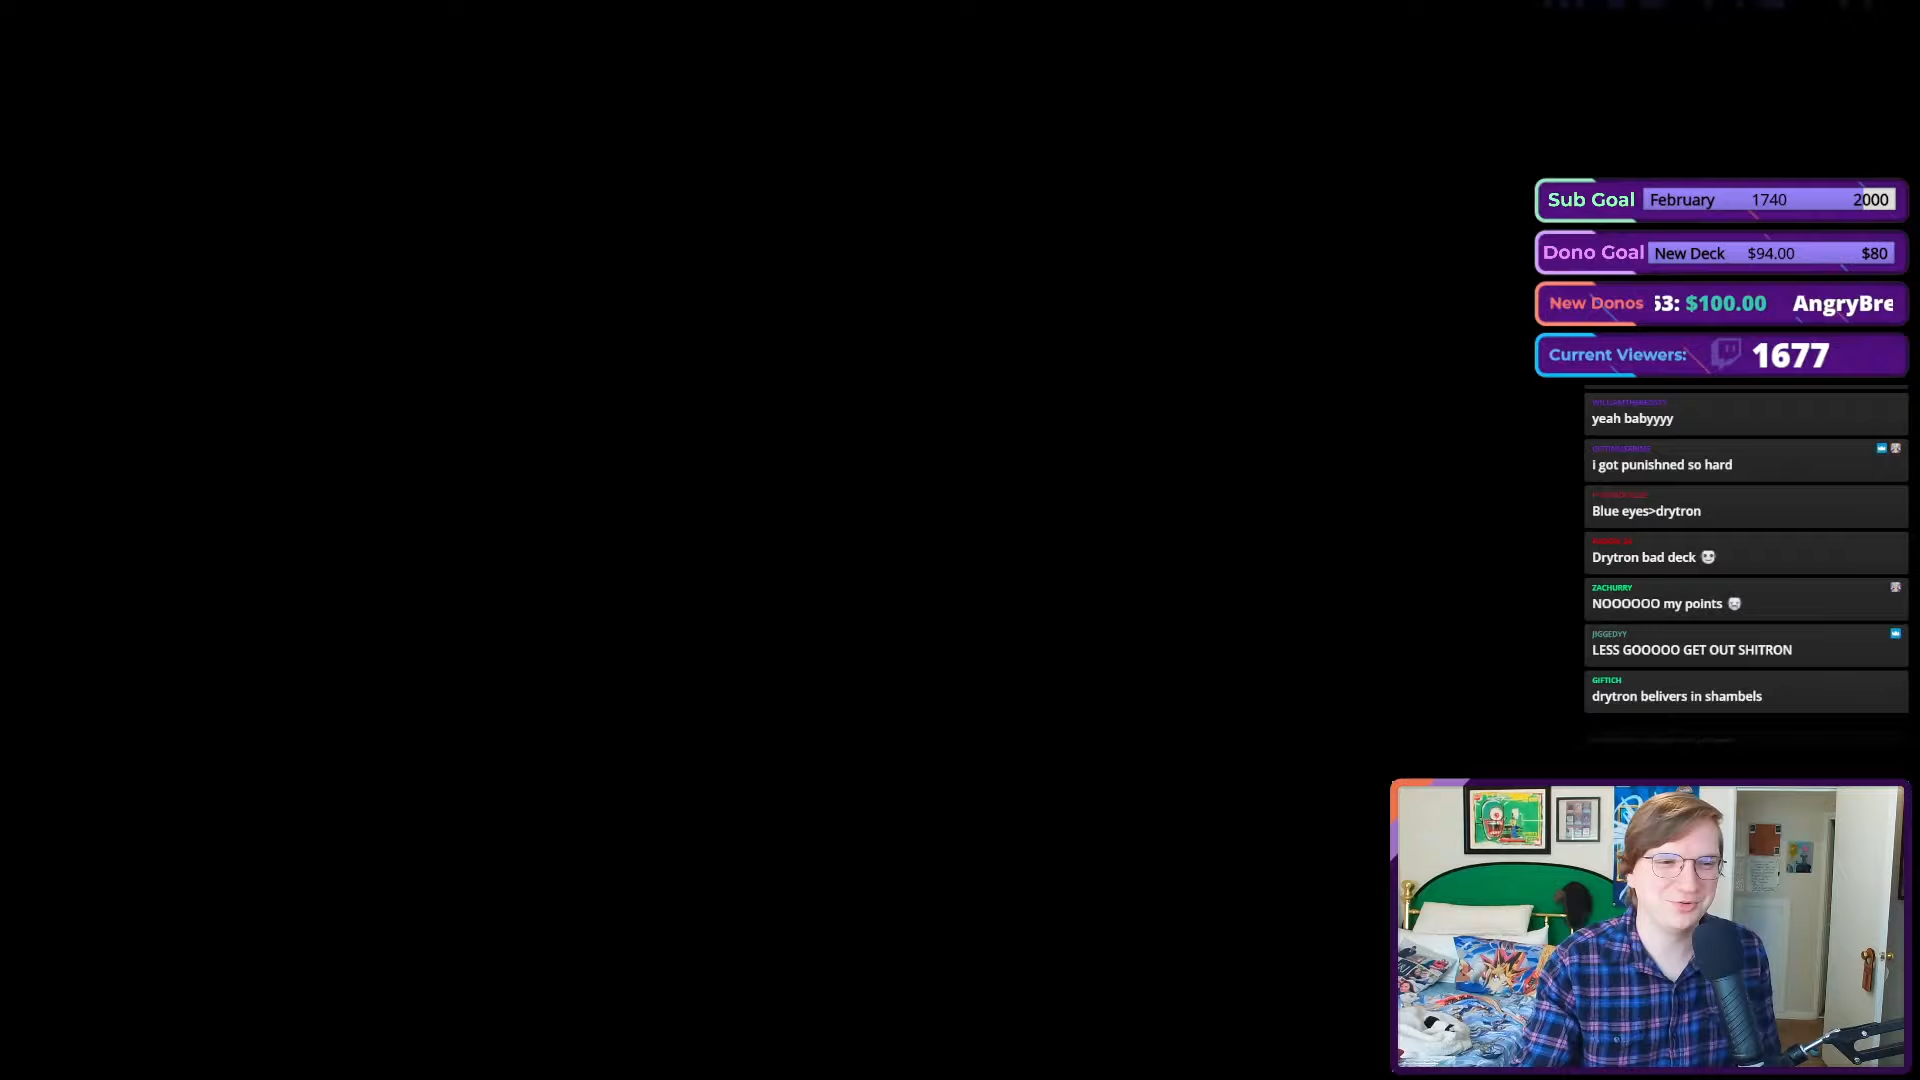 Sub Goal February 1740 2000
Dono Goal New Deck $94.00 $80
New Donos 53: $100.00 AngryBre
Current Viewers: 1677
yeah babyyyy
i got punishned so hard
Blue eyes>drytron
Drytron bad deck
ZACHURRY
NOOOOOO my points
JIGGEDYY
LESS GOOOOO GET OUT SHITRON
GIFTICH
drytron belivers in shambels